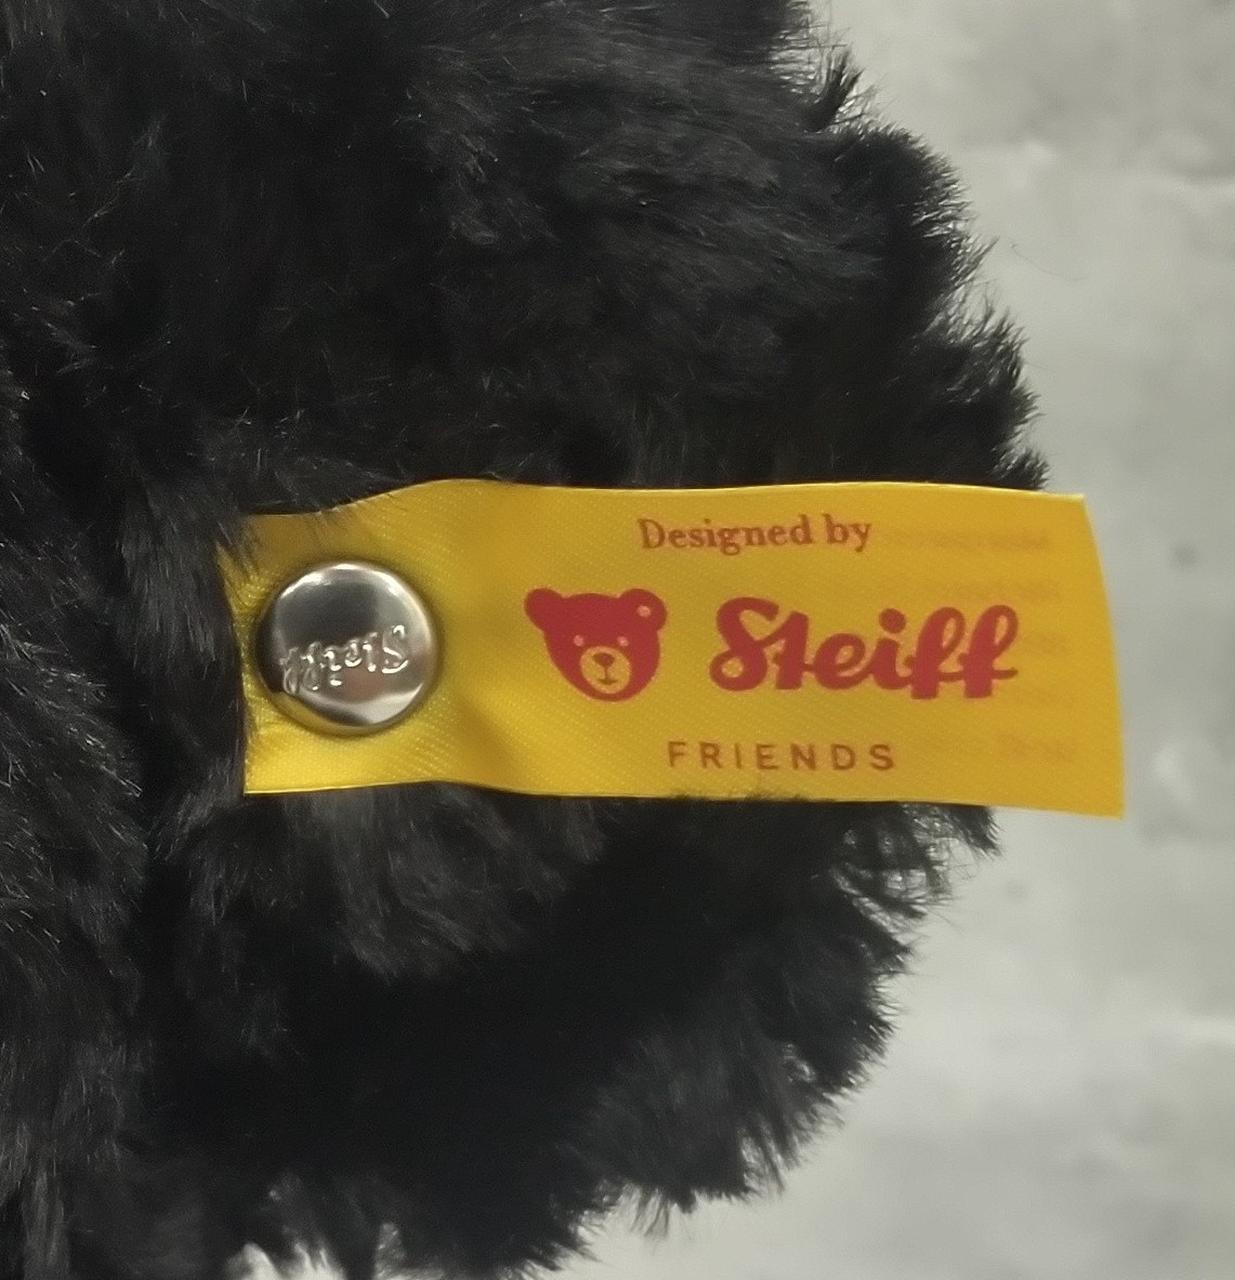 Designed by
Steiff
FRIENDS
Steiff